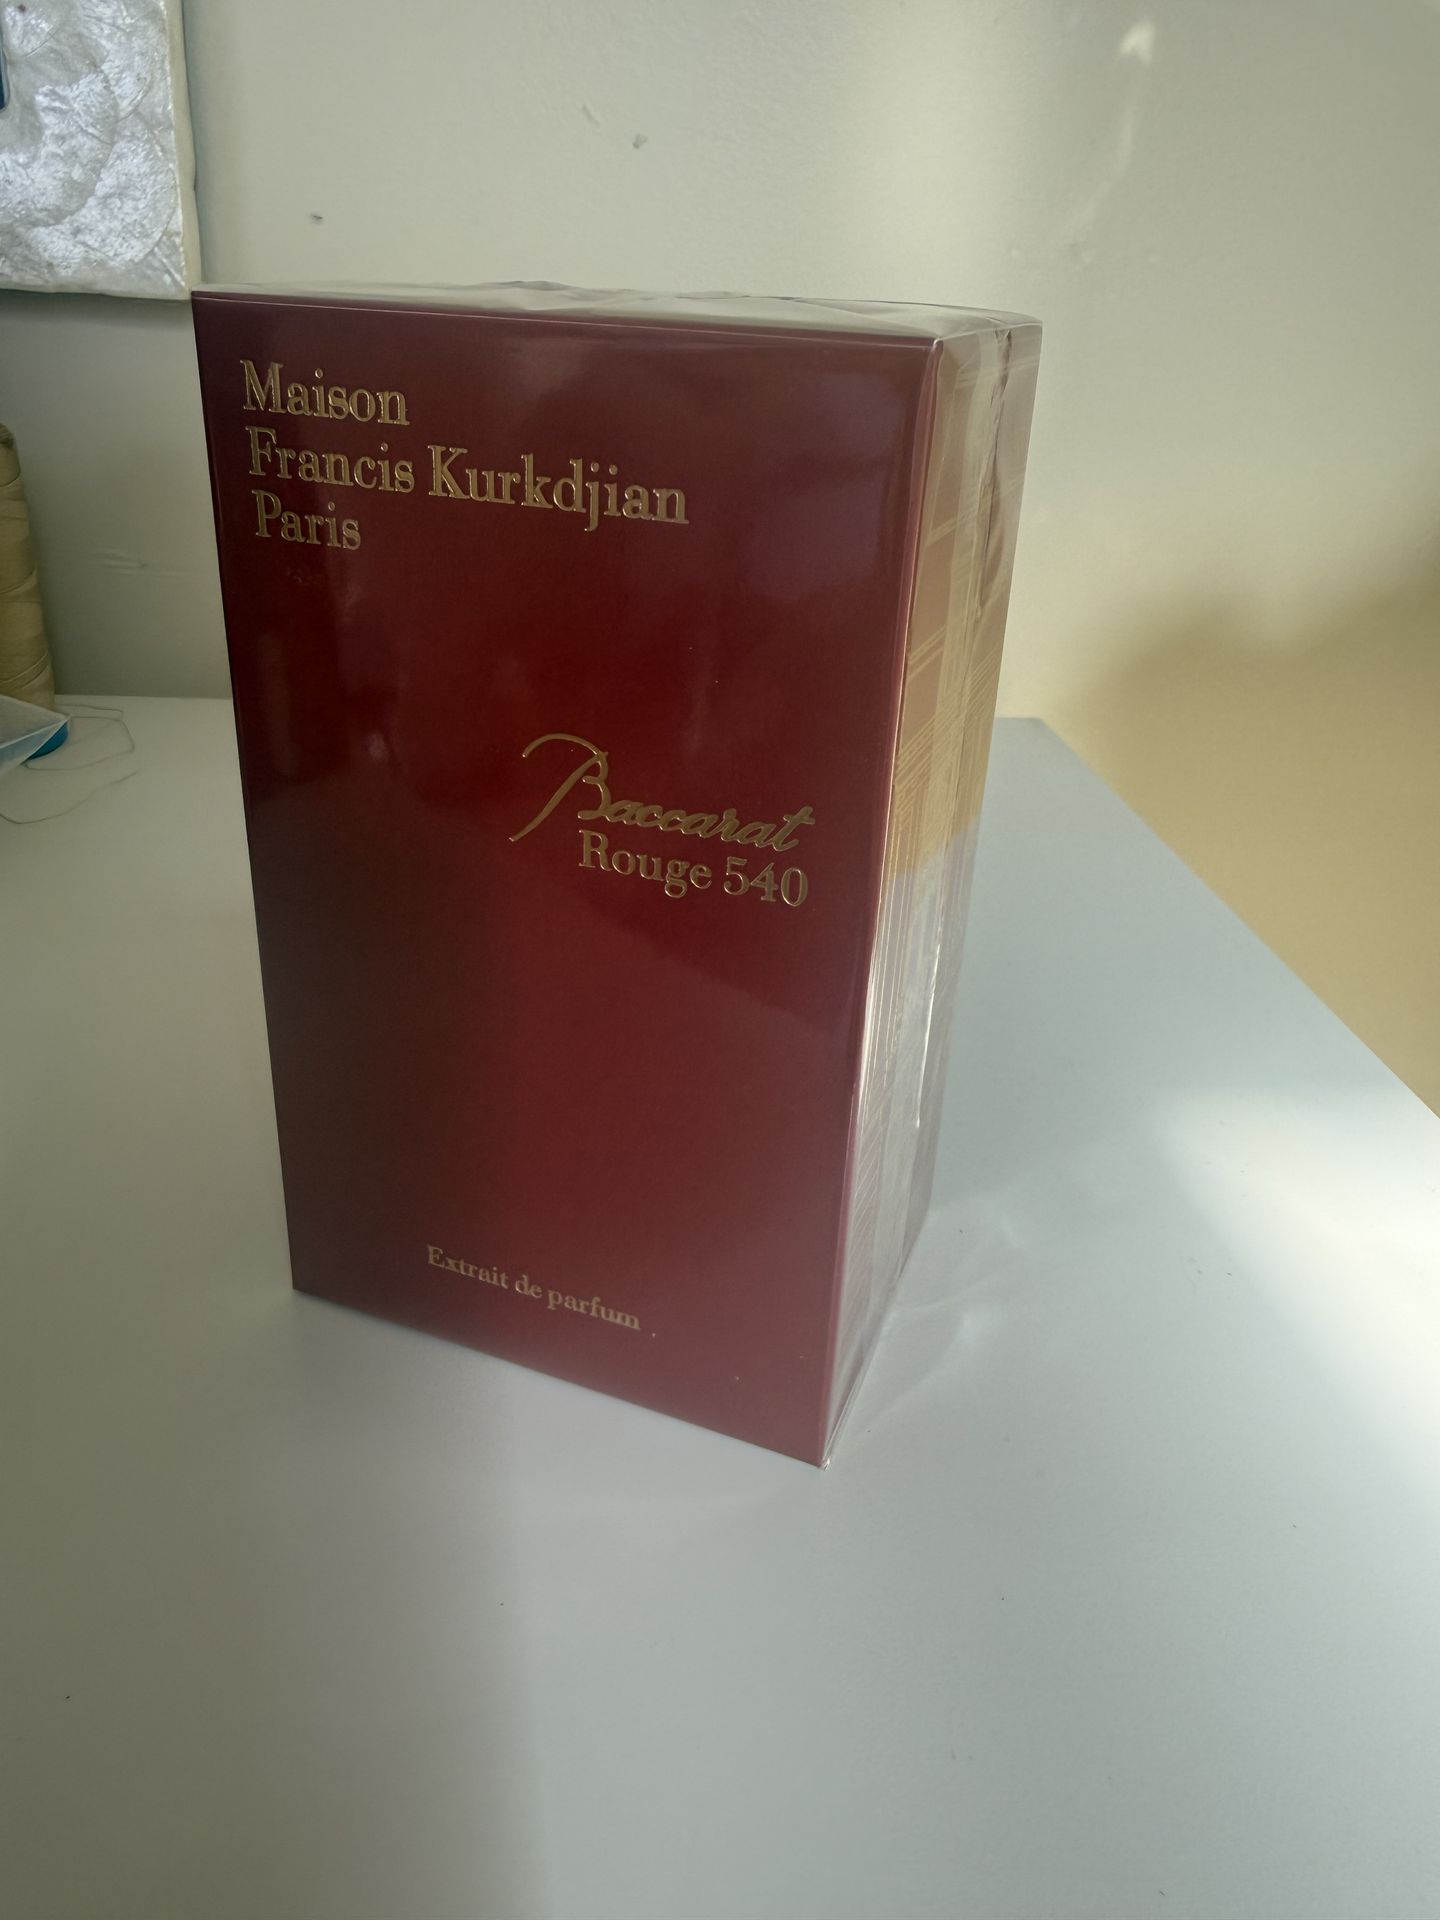 Maison
Francis Kurkdjian
Paris
Baccarat
Rouge 540
Extrait de parfum